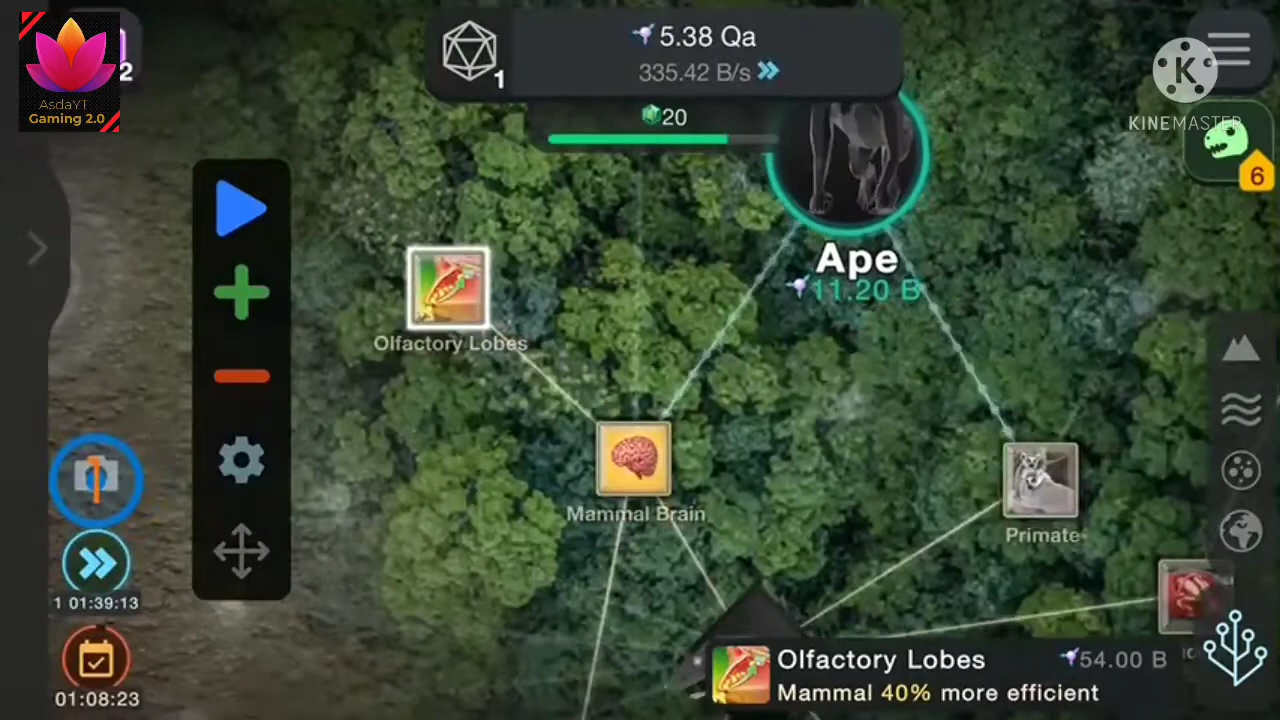 2
AsdaYT
Gaming 2.0
1
5.38 Qa
335.42 B/s
20
K
KINEMASTER
6
Ape
11.20 B
Olfactory Lobes
Mammal Brain
Primate
1 01:39:13
01:08:23
Olfactory Lobes
54.00 B
Mammal 40% more efficient